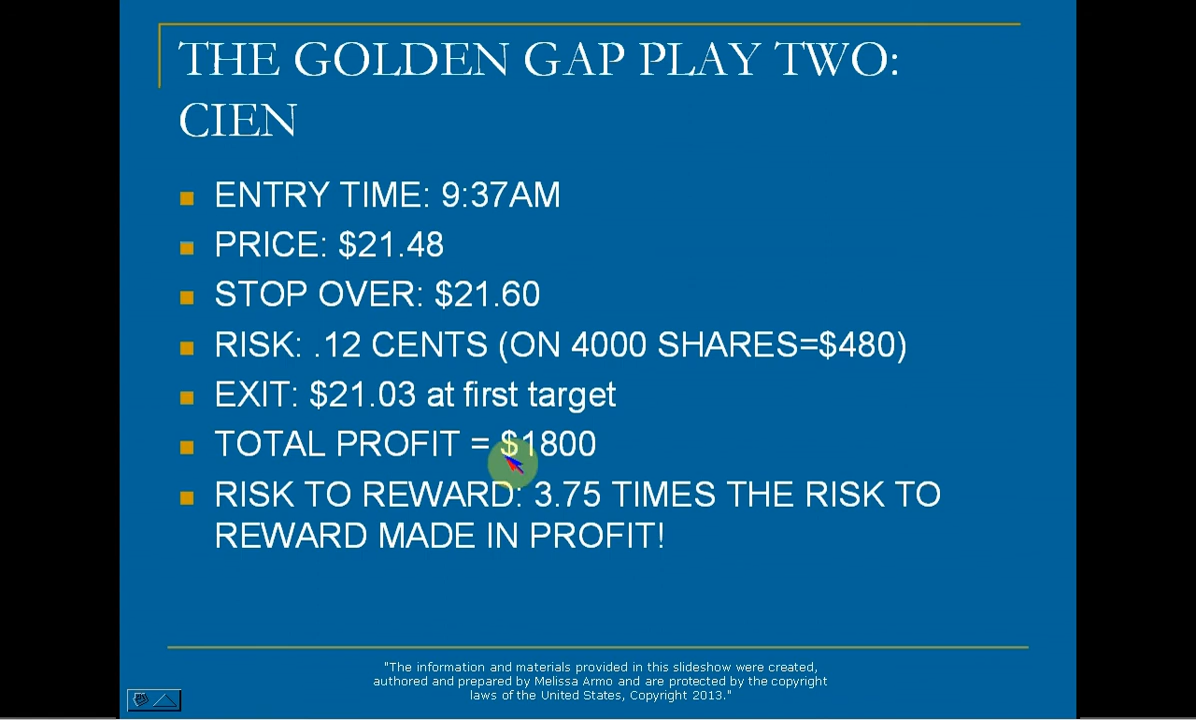 THE GOLDEN GAP PLAY TWO:
CIEN
ENTRY TIME: 9:37AM
PRICE: $21.48
STOP OVER: $21.60
RISK: .12 CENTS (ON 4000 SHARES=$480)
EXIT: $21.03 at first target
TOTAL PROFIT = $1800
RISK TO REWARD: 3.75 TIMES THE RISK TO
REWARD MADE IN PROFIT!
"The information and materials provided in this slideshow were created,
authored and prepared by Melissa Armo and are protected by the copyright
laws of the United States, Copyright 2013."